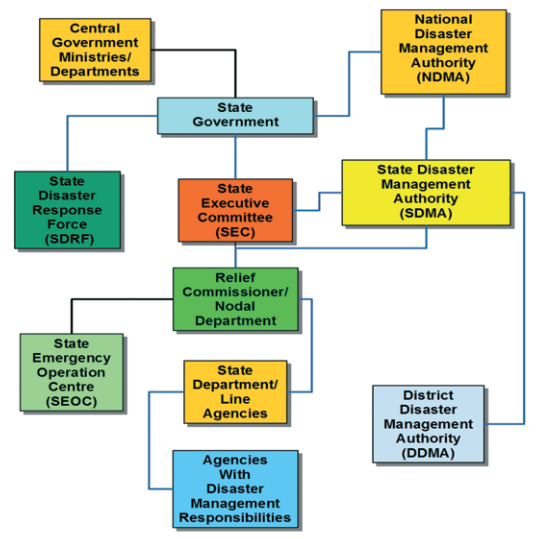 Central
Government
Ministries/
Departments
National
Disaster
Management
Authority
(NDMA)
State
Government
State
Disaster
Response
Force
(SDRF)
State
Executive
Committee
(SEC)
State Disaster
Management
Authority
(SDMA)
Relief
Commissioner/
Nodal
Department
State
Emergency
Operation
Centre
(SEOC)
State
Department/
Line
Agencies
District
Disaster
Management
Authority
(DDMA)
Agencies
With
Disaster
Management
Responsibilities